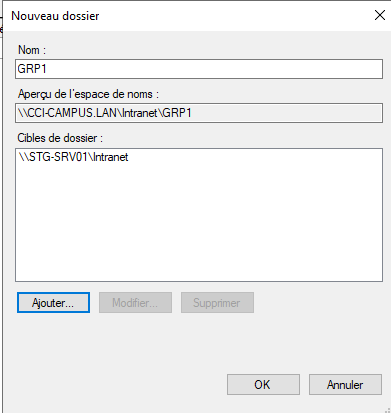 Nouveau dossier
Nom :
GRP1
Aperçu de l'espace de noms :
\\CCI-CAMPUS.LAN\Intranet\GRP1
Cibles de dossier :
\\STG-SRV01\Intranet
Ajouter... Modifier... Supprimer
OK Annuler